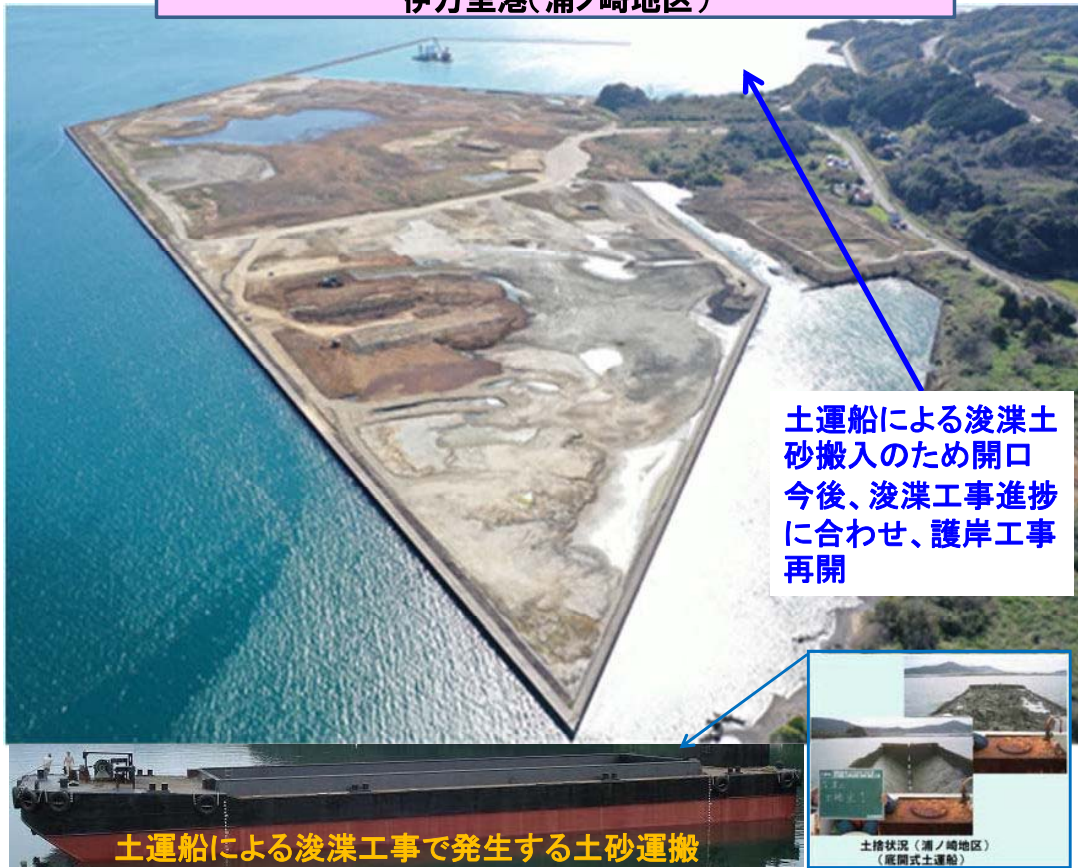 伊万里港(浦ノ崎地区)
土運船による浚渫土
砂搬入のため開口
今後、浚渫工事進捗
に合わせ、護岸工事
再開
土運船による浚渫工事で発生する土砂運搬
土捨状況(浦ノ崎地区)
(底開式土運船)